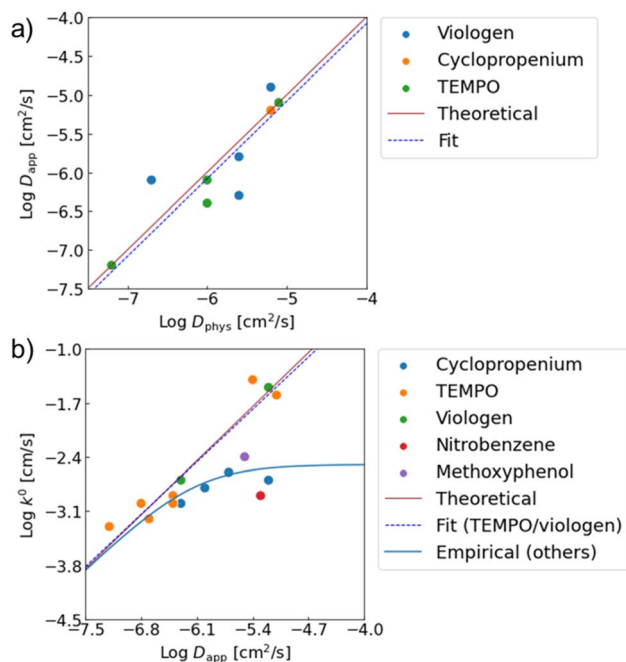 a)
−4.0
−4.5
−5.0
−5.5
−6.0
−6.5
−7.0
−7.5
Log Dapp [cm²/s]
−7
−6
−5
−4
Log Dphys [cm²/s]
Viologen
Cyclopropenium
TEMPO
Theoretical
Fit
b)
−1.0
−1.7
−2.4
−3.1
−3.8
−4.5
Log k⁰ [cm/s]
−7.5
−6.8
−6.1
−5.4
−4.7
−4.0
Log Dapp [cm²/s]
Cyclopropenium
TEMPO
Viologen
Nitrobenzene
Methoxyphenol
Theoretical
Fit (TEMPO/viologen)
Empirical (others)